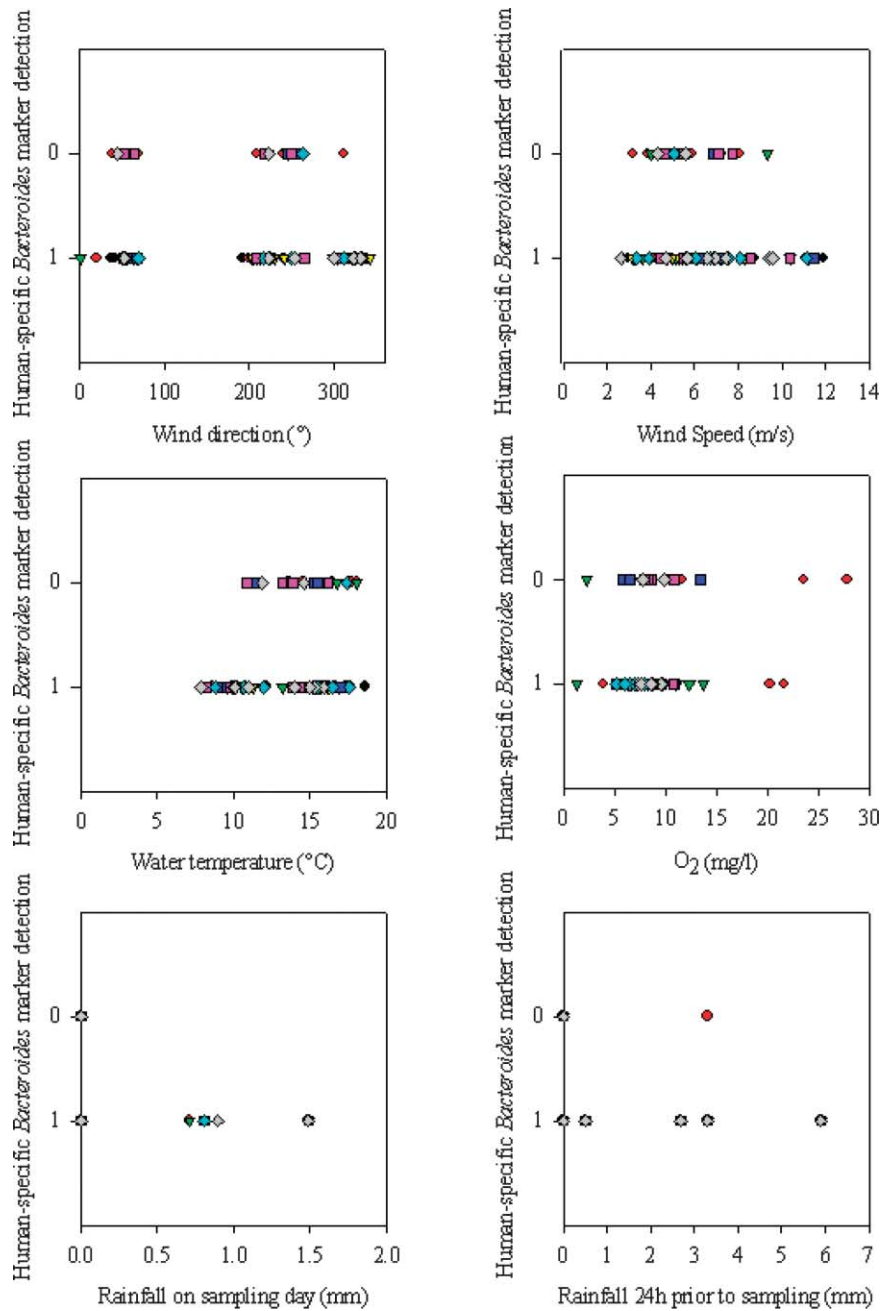 Human-specific Bacteroides marker detection
0
1
0 100 200 300
Wind direction (°)
Human-specific Bacteroides marker detection
0
1
0 2 4 6 8 10 12 14
Wind Speed (m/s)
Human-specific Bacteroides marker detection
0
1
0 5 10 15 20
Water temperature (°C)
Human-specific Bacteroides marker detection
0
1
0 5 10 15 20 25 30
O2 (mg/l)
Human-specific Bacteroides marker detection
0
1
0.0 0.5 1.0 1.5 2.0
Rainfall on sampling day (mm)
Human-specific Bacteroides marker detection
0
1
0 1 2 3 4 5 6 7
Rainfall 24h prior to sampling (mm)